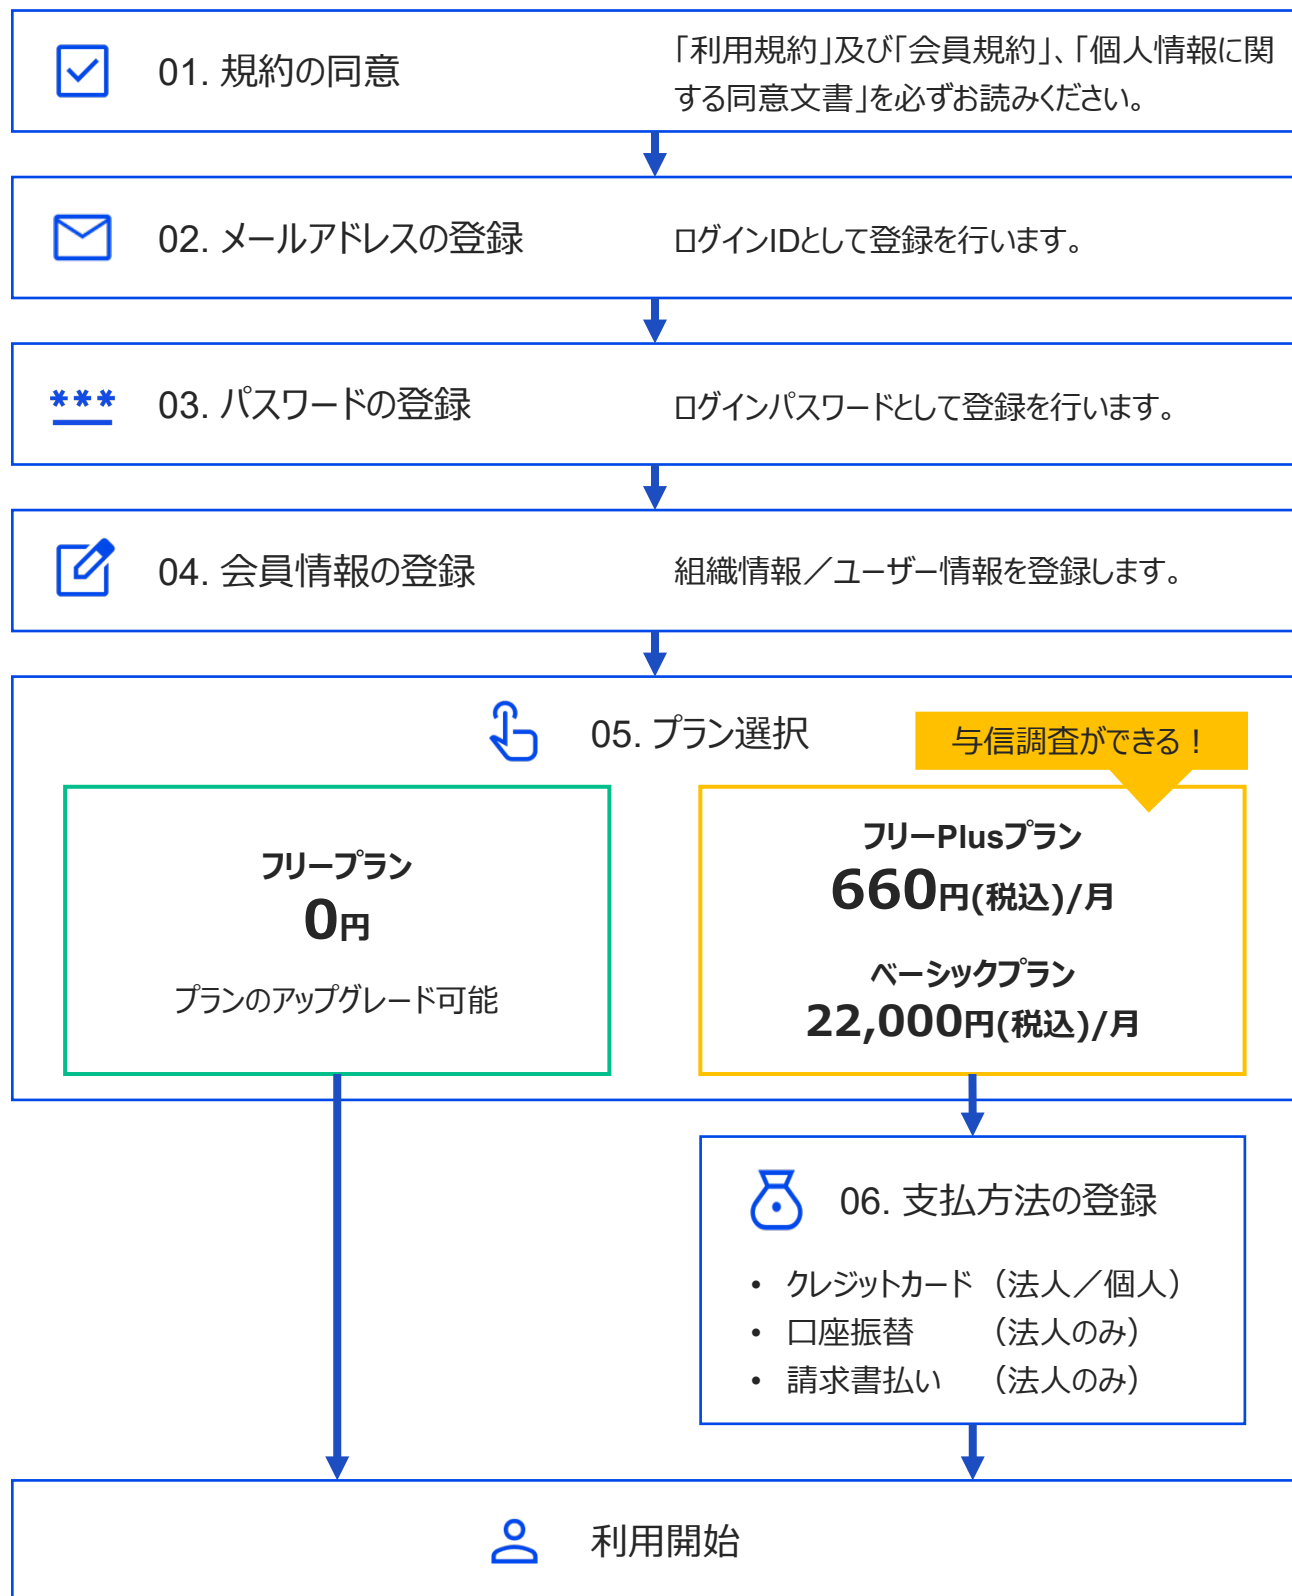 01. 規約の同意
「利用規約」及び「会員規約」、「個人情報に関
する同意文書」を必ずお読みください。
02. メールアドレスの登録
ログインIDとして登録を行います。
***
03. パスワードの登録
ログインパスワードとして登録を行います。
04. 会員情報の登録
組織情報／ユーザー情報を登録します。
05. プラン選択
与信調査ができる！
フリープラン
0円
プランのアップグレード可能
フリーPlusプラン
660円(税込)/月
ベーシックプラン
22,000円(税込)/月
06. 支払方法の登録
• クレジットカード（法人／個人）
• 口座振替　　（法人のみ）
• 請求書払い　（法人のみ）
利用開始